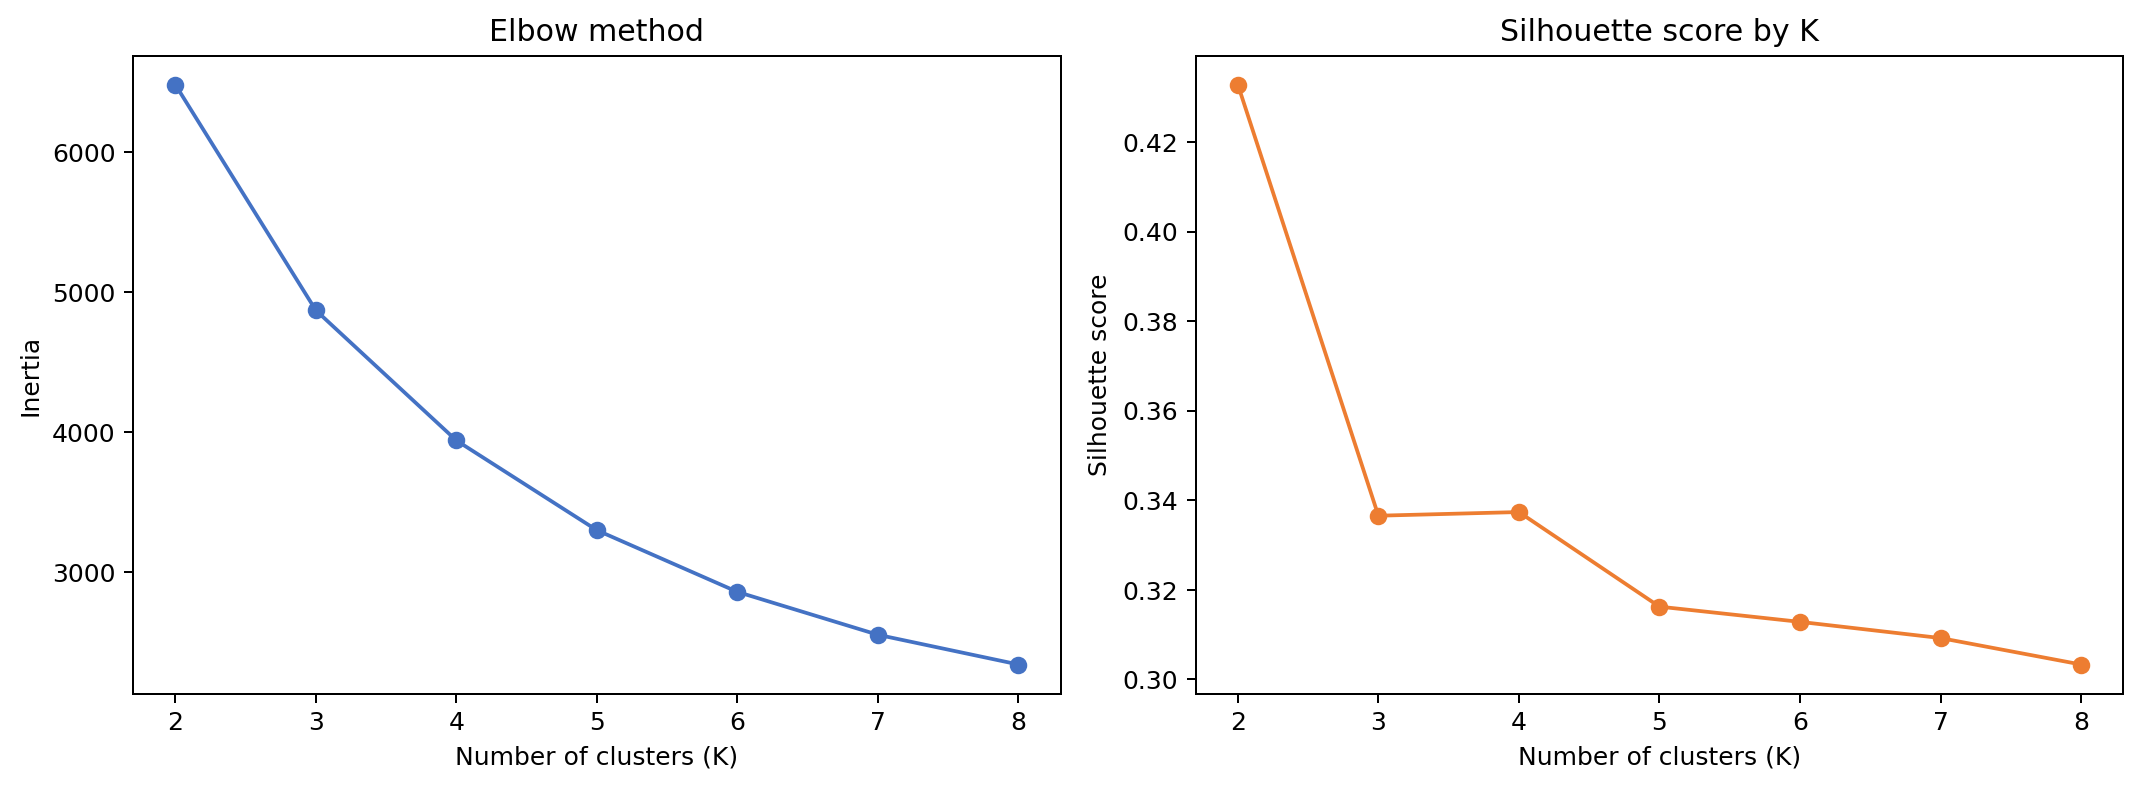 Elbow method
Inertia
6000
5000
4000
3000
2 3 4 5 6 7 8
Number of clusters (K)
Silhouette score by K
Silhouette score
0.42
0.40
0.38
0.36
0.34
0.32
0.30
2 3 4 5 6 7 8
Number of clusters (K)